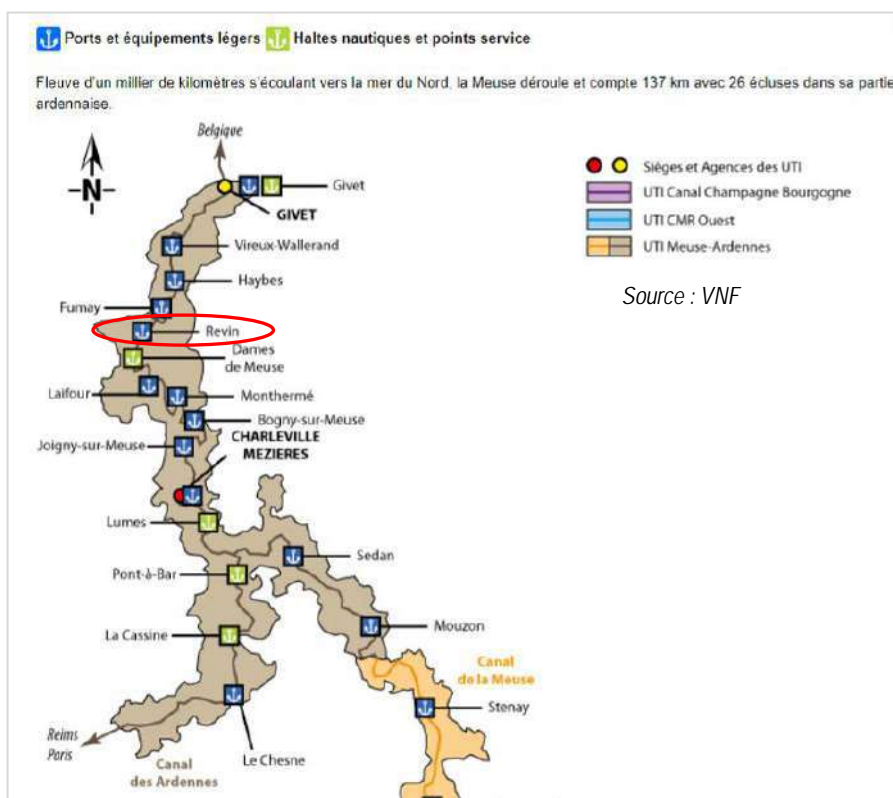 Ports et équipements légers Haltes nautiques et points service
Fleuve d'un millier de kilomètres s'écoulant vers la mer du Nord, la Meuse déroule et compte 137 km avec 26 écluses dans sa partie
ardennaise.
Belgique
N
Givet
GIVET
Vireux-Wallerand
Haybes
Fumay
Revin
Dames
de Meuse
Laifour
Monthermé
Bogny-sur-Meuse
Joigny-sur-Meuse
CHARLEVILLE
MEZIERES
Lumes
Sedan
Pont-à-Bar
La Cassine
Mouzon
Canal
de la Meuse
Stenay
Reims
Paris
Le Chesne
Canal
des Ardennes
Sièges et Agences des UTI
UTI Canal Champagne Bourgogne
UTI CMR Ouest
UTI Meuse-Ardennes
Source : VNF